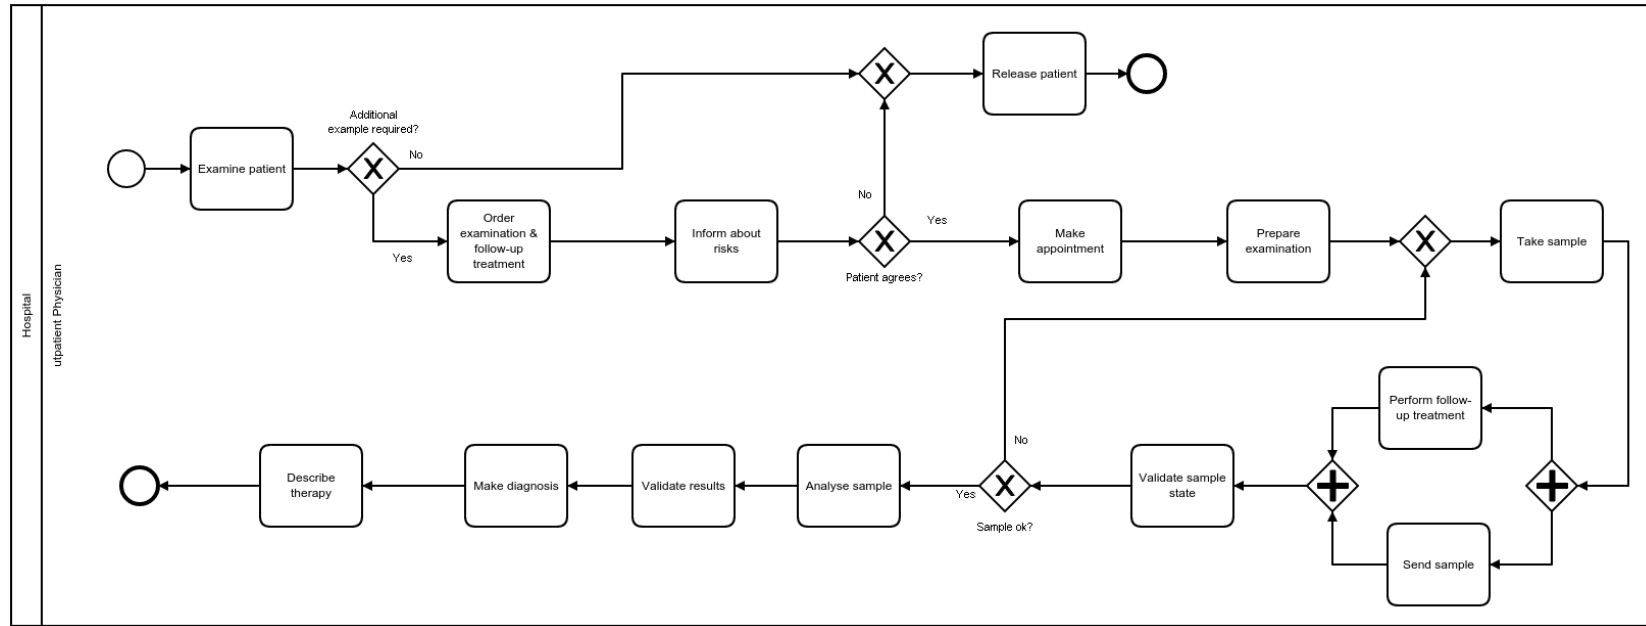 Hospital
utpatient Physician
Release patient
Additional
example required?
Examine patient
No
Yes
Order
examination &
follow-up
treatment
Inform about
risks
No
Yes
Patient agrees?
Make
appointment
Prepare
examination
Take sample
Perform follow-
up treatment
Send sample
Validate sample
state
No
Yes
Sample ok?
Analyse sample
Validate results
Make diagnosis
Describe
therapy